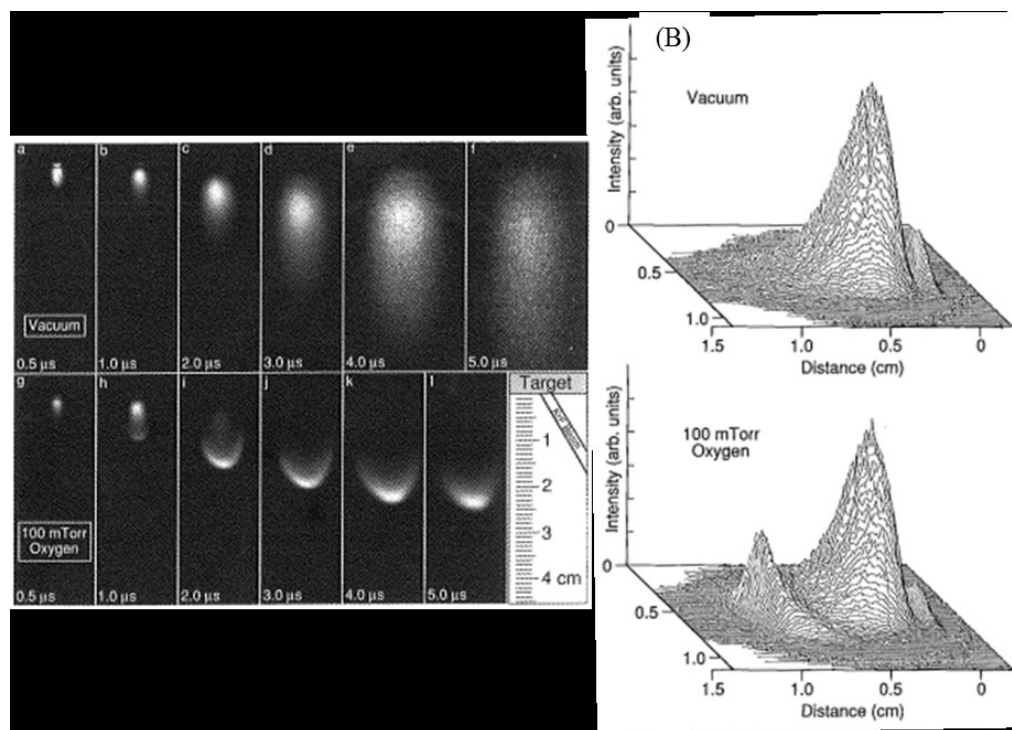 a b c d e f
Vacuum
0.5 µs 1.0 µs 2.0 µs 3.0 µs 4.0 µs 5.0 µs
g h i j k l
100 mTorr
Oxygen
0.5 µs 1.0 µs 2.0 µs 3.0 µs 4.0 µs 5.0 µs
Target
1
2
3
4 cm
(B)
Intensity (arb. units)
Vacuum
0
0.5
1.0
1.5 1.0 0.5 0
Distance (cm)
Intensity (arb. units)
100 mTorr
Oxygen
0
0.5
1.0
1.5 1.0 0.5 0
Distance (cm)